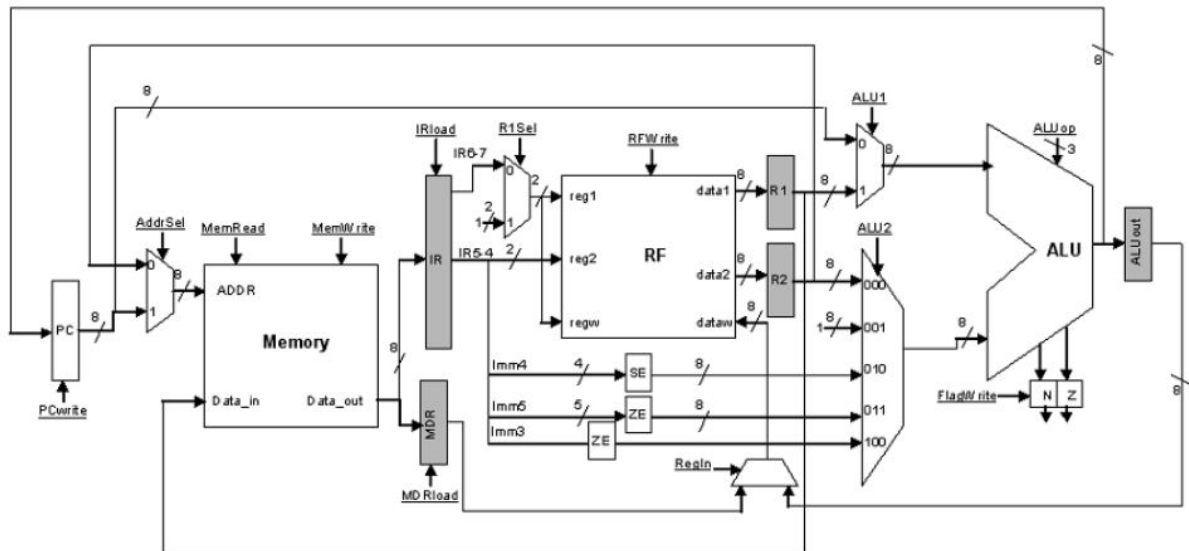 8
8
8
ALU1
0
1
8
ALUop
3
IRload
R1Sel
IR6-7
0
1
2
1
2
RFWrite
reg1
reg2
regw
RF
data1
data2
dataw
8
R1
8
8
R2
8
8
AddrSel
0
1
8
MemRead
MemWrite
ADDR
Memory
Data_in
Data_out
PC
8
PCwrite
IR
IR5-4
2
8
ALU2
000
1
8
001
010
011
100
8
ALU
ALUout
8
Imm4
4
SE
8
Imm5
5
ZE
8
Imm3
ZE
MDR
MDRload
RegIn
FlagWrite
N
Z